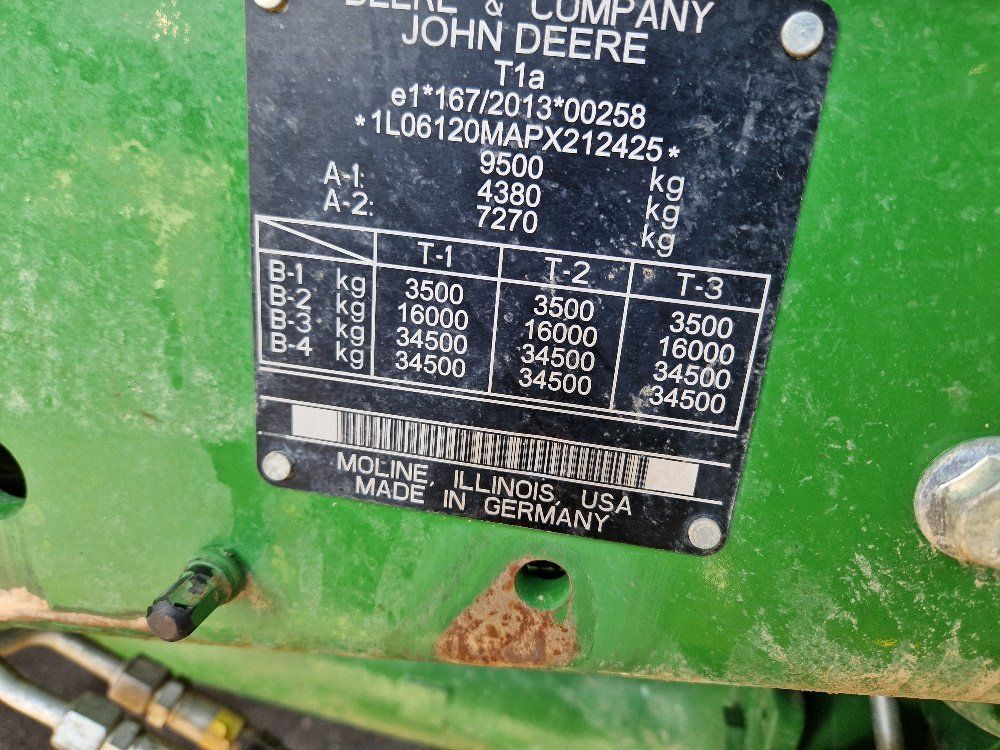 DEERE & COMPANY
JOHN DEERE
T1a
e1*167/2013*00258
*1L06120MAPX212425*
9500 kg
A-1: 4380 kg
A-2: 7270 kg
T-1 T-2 T-3
B-1 kg 3500 3500 3500
B-2 kg 16000 16000 16000
B-3 kg 34500 34500 34500
B-4 kg 34500 34500 34500
MOLINE, ILLINOIS, USA
MADE IN GERMANY